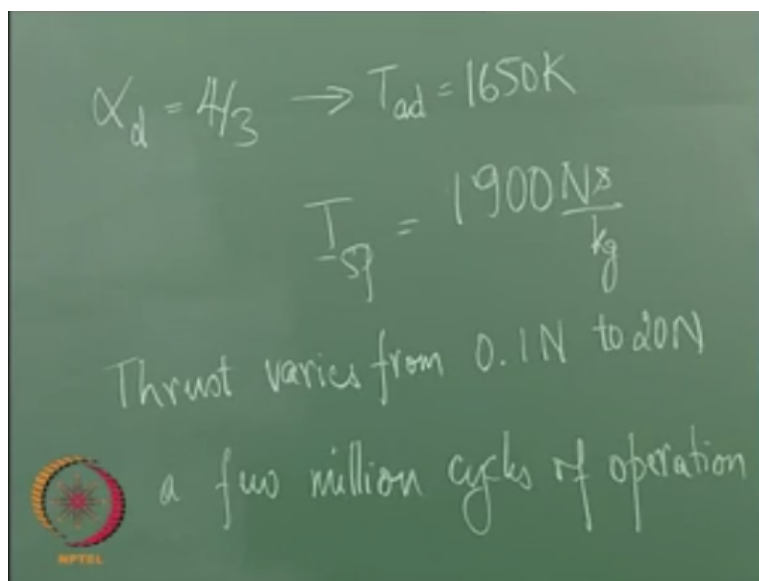 α_d = 4/3 → T_ad = 1650K
I_sp = 1900 Ns/kg
Thrust varies from 0.1N to 20N
a few million cycles of operation
NPTEL